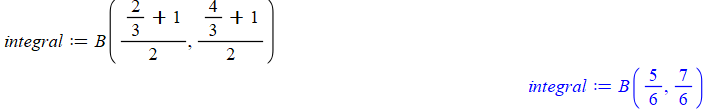 integral := B((2/3 + 1)/2, (4/3 + 1)/2)
integral := B(5/6, 7/6)